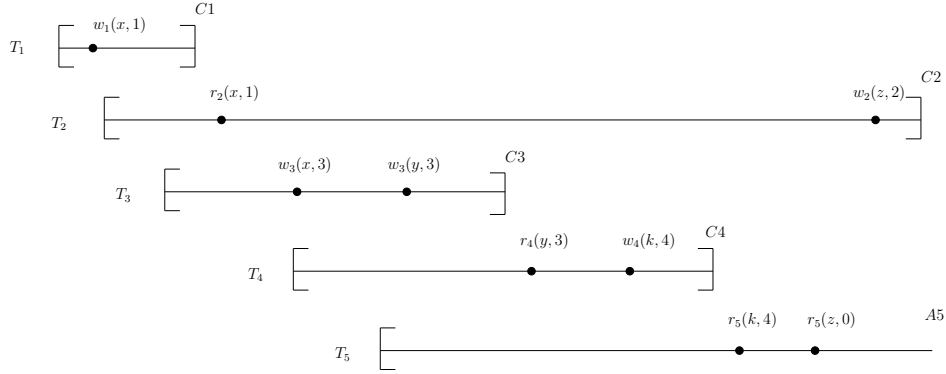 C1
w₁(x, 1)
T₁
C2
r₂(x, 1) w₂(z, 2)
T₂
C3
w₃(x, 3) w₃(y, 3)
T₃
C4
r₄(y, 3) w₄(k, 4)
T₄
A5
r₅(k, 4) r₅(z, 0)
T₅